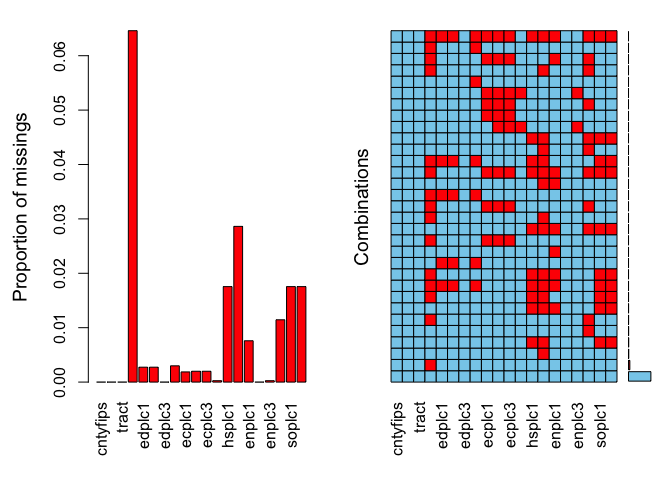 Proportion of missings
0.06
0.05
0.04
0.03
0.02
0.01
0.00
cntyfips
tract
edplc1
edplc3
ecplc1
ecplc3
hsplc1
enplc1
enplc3
soplc1
Combinations
cntyfips
tract
edplc1
edplc3
ecplc1
ecplc3
hsplc1
enplc1
enplc3
soplc1